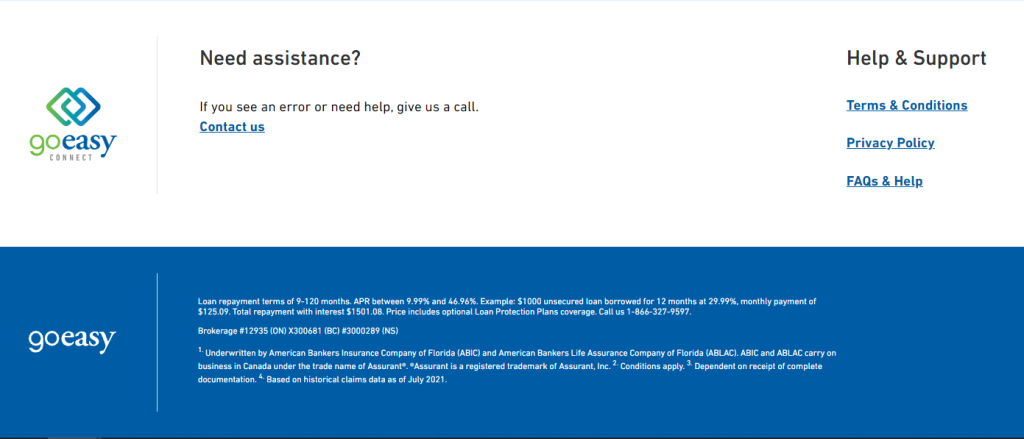 Need assistance?
If you see an error or need help, give us a call.
Contact us
Help & Support
Terms & Conditions
Privacy Policy
FAQs & Help
goeasy
CONNECT
goeasy
Loan repayment terms of 9-120 months. APR between 9.99% and 46.96%. Example: $1000 unsecured loan borrowed for 12 months at 29.99%, monthly payment of
$125.09. Total repayment with interest $1501.08. Price includes optional Loan Protection Plans coverage. Call us 1-866-327-9597.
Brokerage #12935 (ON) X300681 (BC) #3000289 (NS)
1. Underwritten by American Bankers Insurance Company of Florida (ABIC) and American Bankers Life Assurance Company of Florida (ABLAC). ABIC and ABLAC carry on
business in Canada under the trade name of Assurant®. ®Assurant is a registered trademark of Assurant, Inc. 2. Conditions apply. 3. Dependent on receipt of complete
documentation. 4. Based on historical claims data as of July 2021.